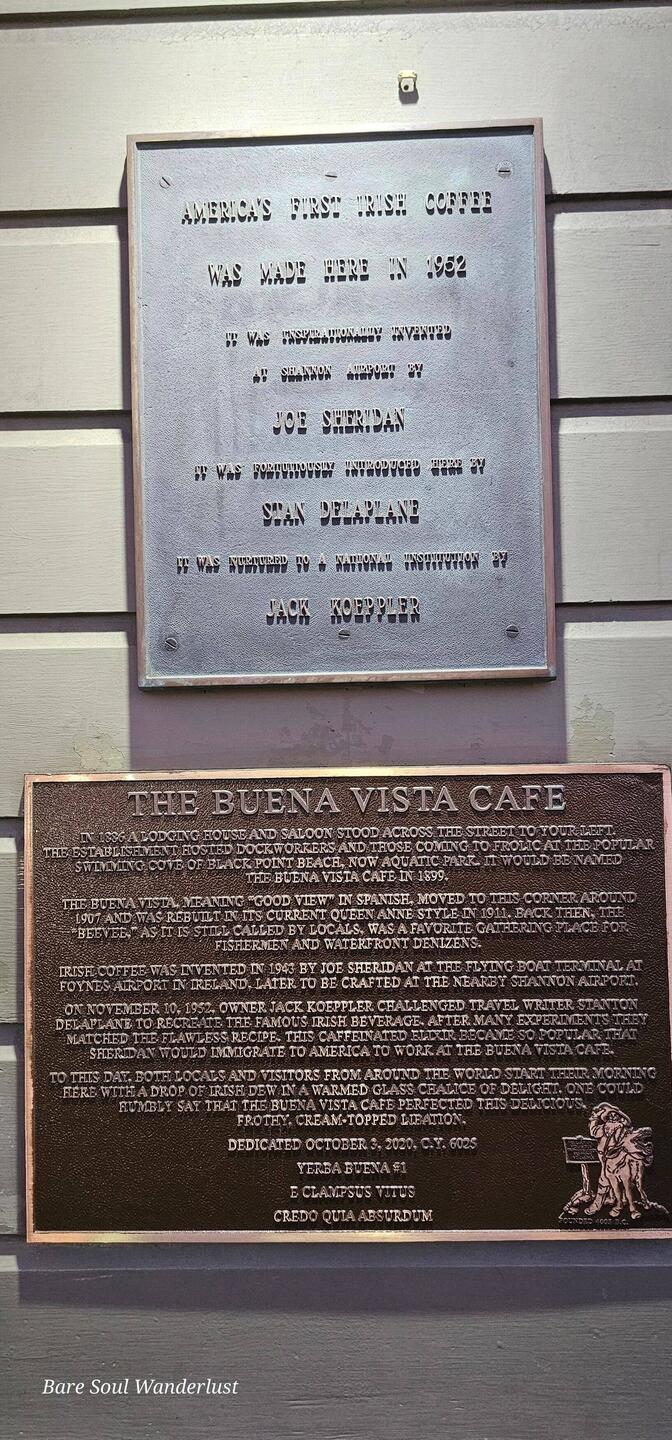 AMERICA'S FIRST IRISH COFFEE
WAS MADE HERE IN 1952
IT WAS INSPIRATIONALLY INVENTED
AT SHANNON AIRPORT BY
JOE SHERIDAN
IT WAS FORTUITOUSLY INTRODUCED HERE BY
STAN DELAPLANE
IT WAS NURTURED TO A NATIONAL INSTITUTION BY
JACK KOEPPLER
THE BUENA VISTA CAFE
IN 1886 A LODGING HOUSE AND SALOON STOOD ACROSS THE STREET TO YOUR LEFT.
THE ESTABLISHMENT HOSTED DOCKWORKERS AND THOSE COMING TO FROLIC AT THE POPULAR
SWIMMING COVE OF BLACK POINT BEACH, NOW AQUATIC PARK. IT WOULD BE NAMED
THE BUENA VISTA CAFE IN 1899.
THE BUENA VISTA, MEANING "GOOD VIEW" IN SPANISH, MOVED TO THIS CORNER AROUND
1907 AND WAS REBUILT IN ITS CURRENT QUEEN ANNE STYLE IN 1911. BACK THEN, THE
"BEEVEE," AS IT IS STILL CALLED BY LOCALS, WAS A FAVORITE GATHERING PLACE FOR
FISHERMEN AND WATERFRONT DENIZENS.
IRISH COFFEE WAS INVENTED IN 1943 BY JOE SHERIDAN AT THE FLYING BOAT TERMINAL AT
FOYNES AIRPORT IN IRELAND, LATER TO BE CRAFTED AT THE NEARBY SHANNON AIRPORT.
ON NOVEMBER 10, 1952, OWNER JACK KOEPPLER CHALLENGED TRAVEL WRITER STANTON
DELAPLANE TO RECREATE THE FAMOUS IRISH BEVERAGE. AFTER MANY EXPERIMENTS THEY
MATCHED THE FLAWLESS RECIPE. THIS CAFFEINATED ELIXIR BECAME SO POPULAR THAT
SHERIDAN WOULD IMMIGRATE TO AMERICA TO WORK AT THE BUENA VISTA CAFE.
TO THIS DAY, BOTH LOCALS AND VISITORS FROM AROUND THE WORLD START THEIR MORNING
HERE WITH A DROP OF IRISH DEW IN A WARMED GLASS CHALICE OF DELIGHT. ONE COULD
HUMBLY SAY THAT THE BUENA VISTA CAFE PERFECTED THIS DELICIOUS,
FROTHY, CREAM-TOPPED LIBATION.
DEDICATED OCTOBER 3, 2020, C.Y. 6025
YERBA BUENA #1
E CLAMPSUS VITUS
CREDO QUIA ABSURDUM
FOUNDED 4005 B.C.
Bare Soul Wanderlust